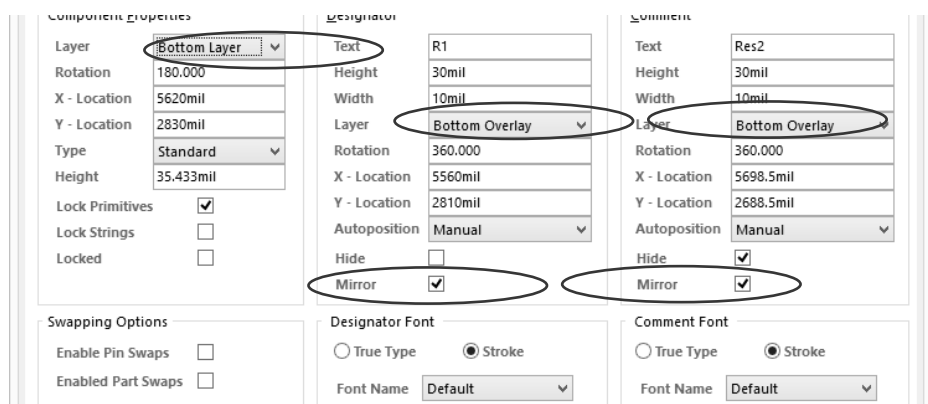 Component Properties
Layer Bottom Layer
Rotation 180.000
X - Location 5620mil
Y - Location 2830mil
Type Standard
Height 35.433mil
Lock Primitives
Lock Strings
Locked
Designator
Text R1
Height 30mil
Width 10mil
Layer Bottom Overlay
Rotation 360.000
X - Location 5560mil
Y - Location 2810mil
Autoposition Manual
Hide
Mirror
Comment
Text Res2
Height 30mil
Width 10mil
Layer Bottom Overlay
Rotation 360.000
X - Location 5698.5mil
Y - Location 2688.5mil
Autoposition Manual
Hide
Mirror
Swapping Options
Enable Pin Swaps
Enabled Part Swaps
Designator Font
True Type Stroke
Font Name Default
Comment Font
True Type Stroke
Font Name Default